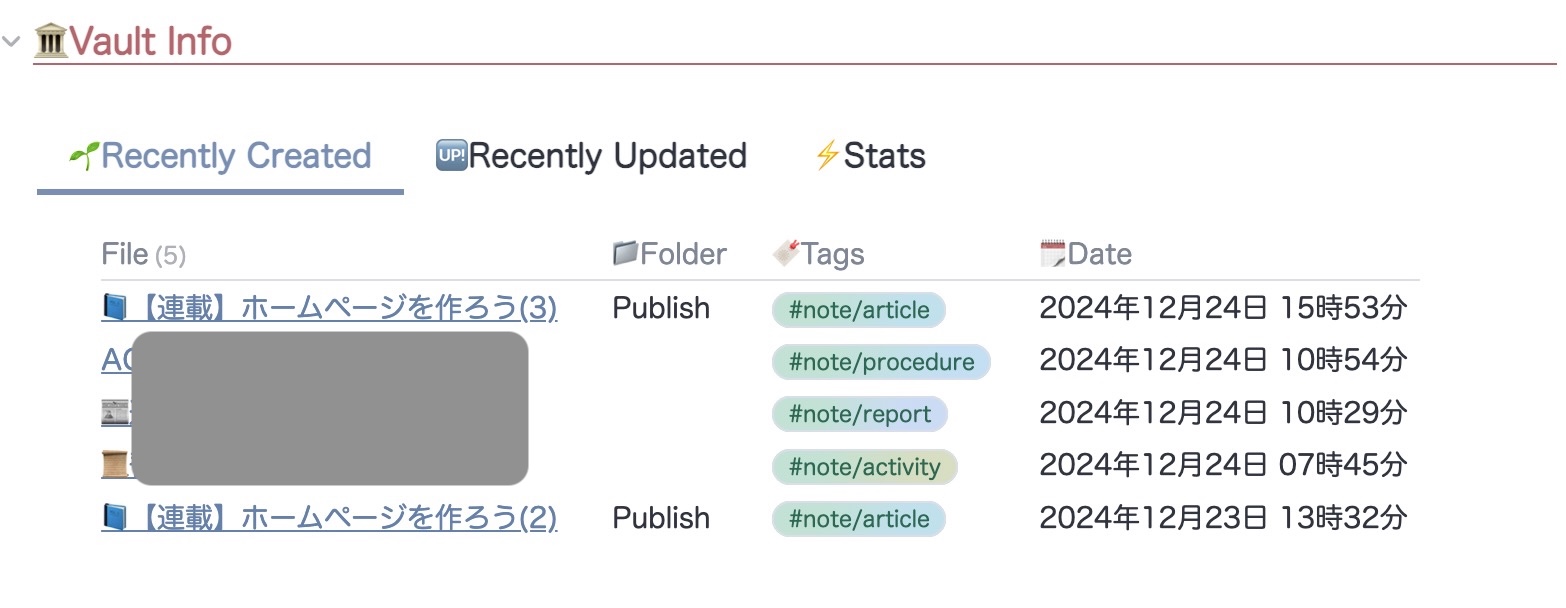 🏛Vault Info
🌱Recently Created 🆙Recently Updated ⚡Stats
File (5) 📁Folder 🏷Tags 🗓Date
📘【連載】ホームページを作ろう(3) Publish #note/article 2024年12月24日 15時53分
#note/procedure 2024年12月24日 10時54分
📰 #note/report 2024年12月24日 10時29分
📜 #note/activity 2024年12月24日 07時45分
📘【連載】ホームページを作ろう(2) Publish #note/article 2024年12月23日 13時32分